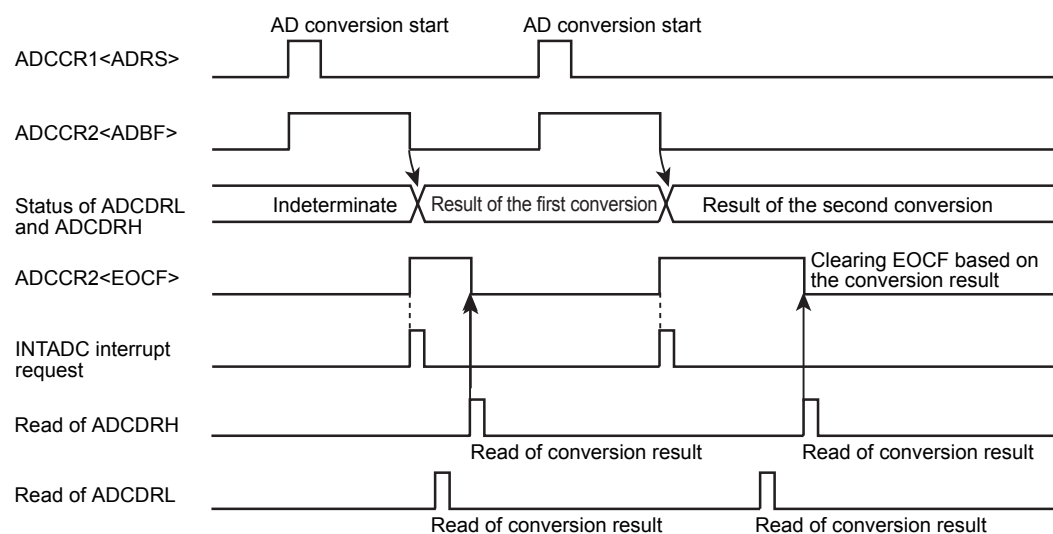 AD conversion start
AD conversion start
ADCCR1<ADRS>
ADCCR2<ADBF>
Status of ADCDRL
and ADCDRH
Indeterminate
Result of the first conversion
Result of the second conversion
ADCCR2<EOCF>
Clearing EOCF based on
the conversion result
INTADC interrupt
request
Read of ADCDRH
Read of conversion result
Read of conversion result
Read of ADCDRL
Read of conversion result
Read of conversion result